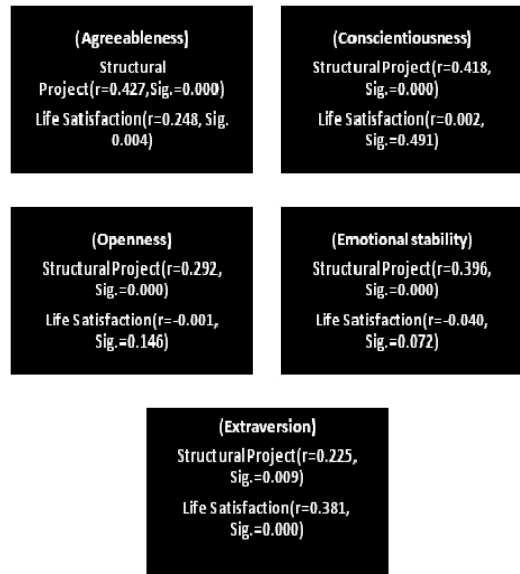 (Agreeableness)
Structural
Project(r=0.427,Sig.=0.000)
Life Satisfaction(r=0.248, Sig.
0.004)
(Conscientiousness)
Structural Project(r=0.418,
Sig.=0.000)
Life Satisfaction(r=0.002,
Sig.=0.491)
(Openness)
Structural Project(r=0.292,
Sig.=0.000)
Life Satisfaction(r=-0.001,
Sig.=0.146)
(Emotional stability)
Structural Project(r=0.396,
Sig.=0.000)
Life Satisfaction(r=-0.040,
Sig.=0.072)
(Extraversion)
Structural Project(r=0.225,
Sig.=0.009)
Life Satisfaction(r=0.381,
Sig.=0.000)